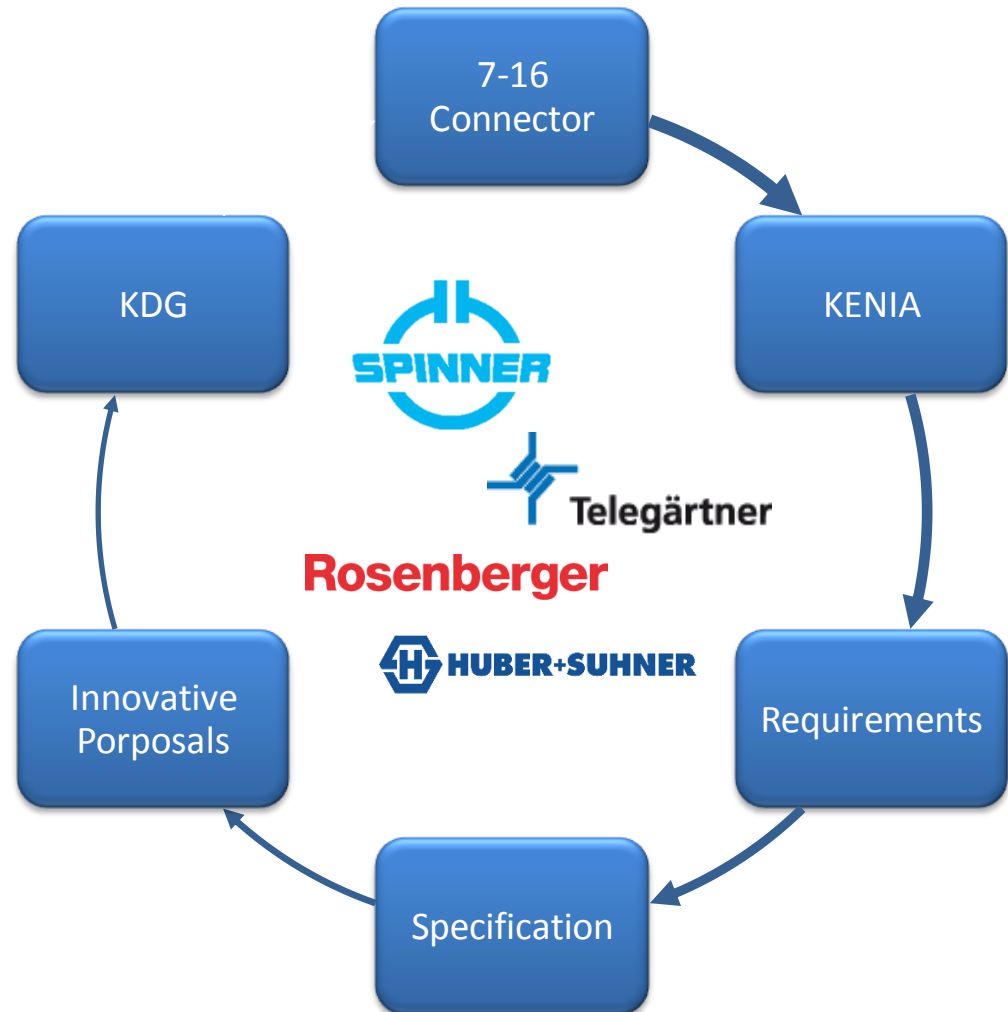 7-16
Connector
KDG
KENIA
SPINNER
Telegärtner
Rosenberger
H HUBER+SUHNER
Innovative
Porposals
Requirements
Specification